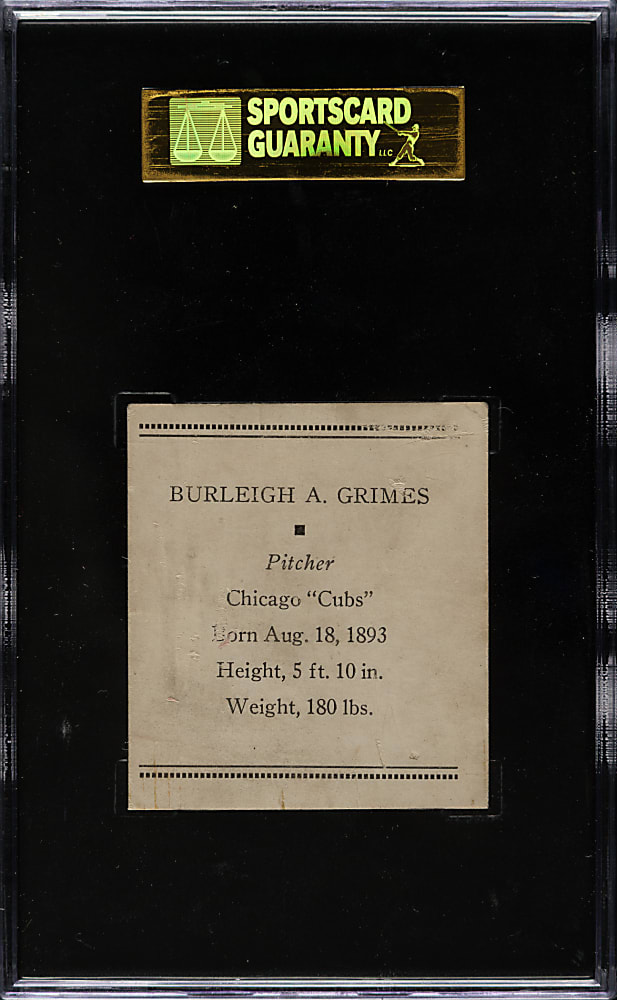 SPORTSCARD
GUARANTY LLC
BURLEIGH A. GRIMES
Pitcher
Chicago "Cubs"
Born Aug. 18, 1893
Height, 5 ft. 10 in.
Weight, 180 lbs.